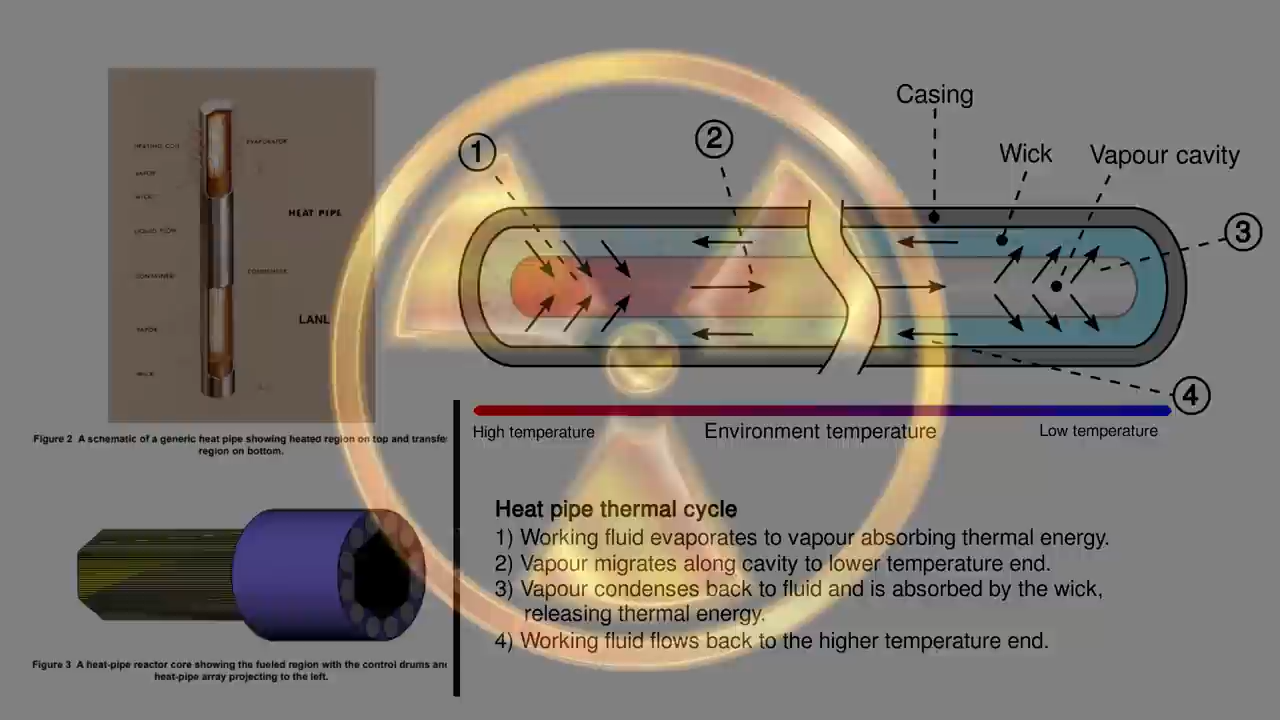 HEATING COIL
EVAPORATOR
VAPOR
WICK
HEAT PIPE
LIQUID FLOW
CONTAINER
CONDENSER
LANL
VAPOR
WICK
Figure 2 A schematic of a generic heat pipe showing heated region on top and transfe
region on bottom.
Figure 3 A heat-pipe reactor core showing the fueled region with the control drums and
heat-pipe array projecting to the left.
Casing
1
2
Wick
Vapour cavity
3
4
High temperature
Environment temperature
Low temperature
Heat pipe thermal cycle
1) Working fluid evaporates to vapour absorbing thermal energy.
2) Vapour migrates along cavity to lower temperature end.
3) Vapour condenses back to fluid and is absorbed by the wick,
releasing thermal energy.
4) Working fluid flows back to the higher temperature end.